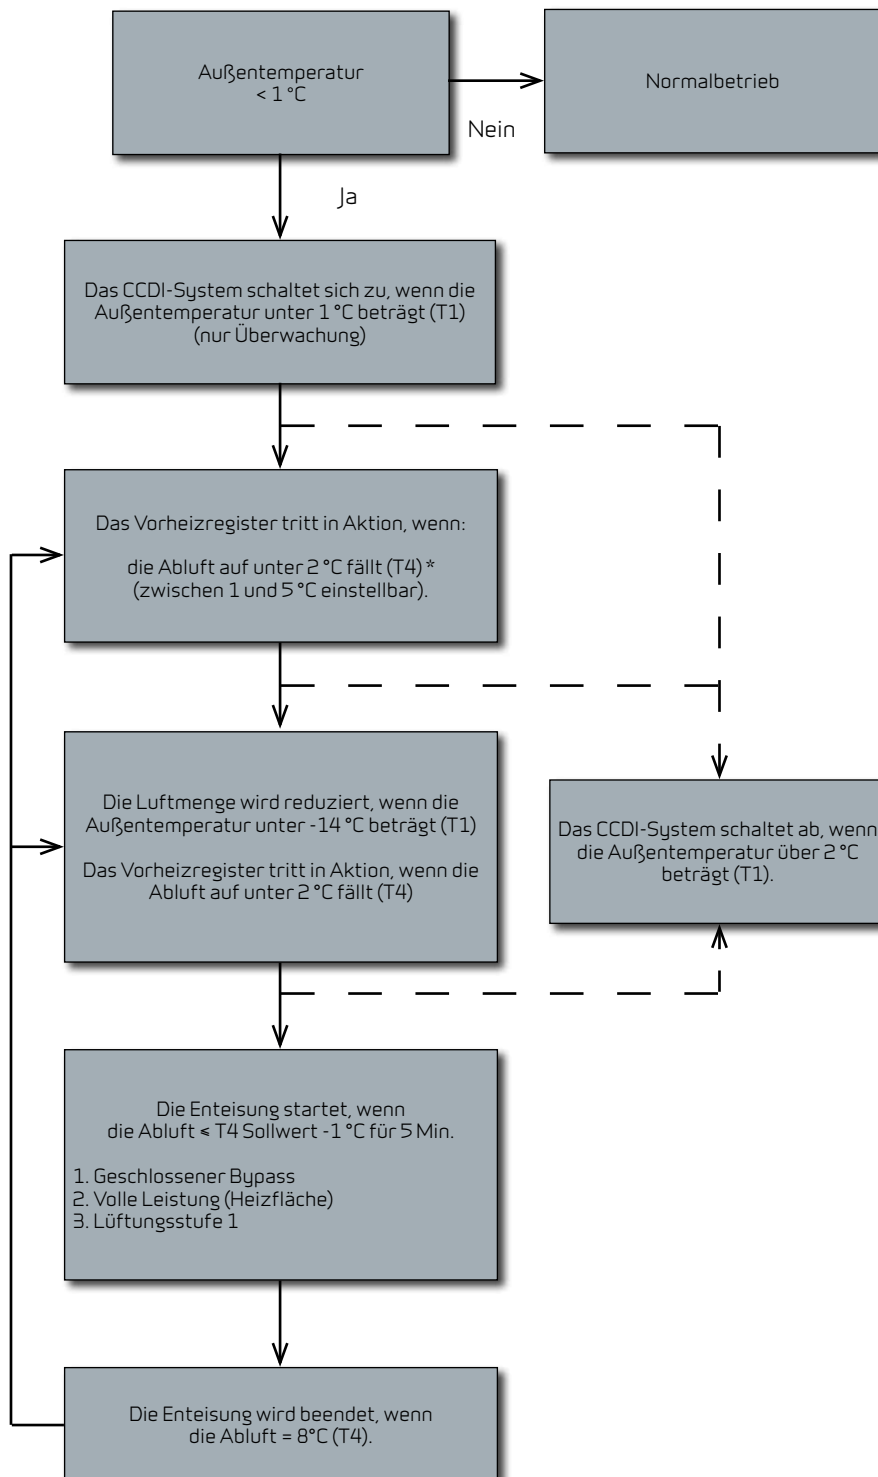 Außentemperatur
< 1 °C
Normalbetrieb
Nein
Ja
Das CCDI-System schaltet sich zu, wenn die
Außentemperatur unter 1 °C beträgt (T1)
(nur Überwachung)
Das Vorheizregister tritt in Aktion, wenn:
die Abluft auf unter 2 °C fällt (T4) *
(zwischen 1 und 5 °C einstellbar).
Die Luftmenge wird reduziert, wenn die
Außentemperatur unter -14 °C beträgt (T1)
Das Vorheizregister tritt in Aktion, wenn die
Abluft auf unter 2 °C fällt (T4)
Das CCDI-System schaltet ab, wenn
die Außentemperatur über 2 °C
beträgt (T1).
Die Enteisung startet, wenn
die Abluft ≤ T4 Sollwert -1 °C für 5 Min.
1. Geschlossener Bypass
2. Volle Leistung (Heizfläche)
3. Lüftungsstufe 1
Die Enteisung wird beendet, wenn
die Abluft = 8°C (T4).